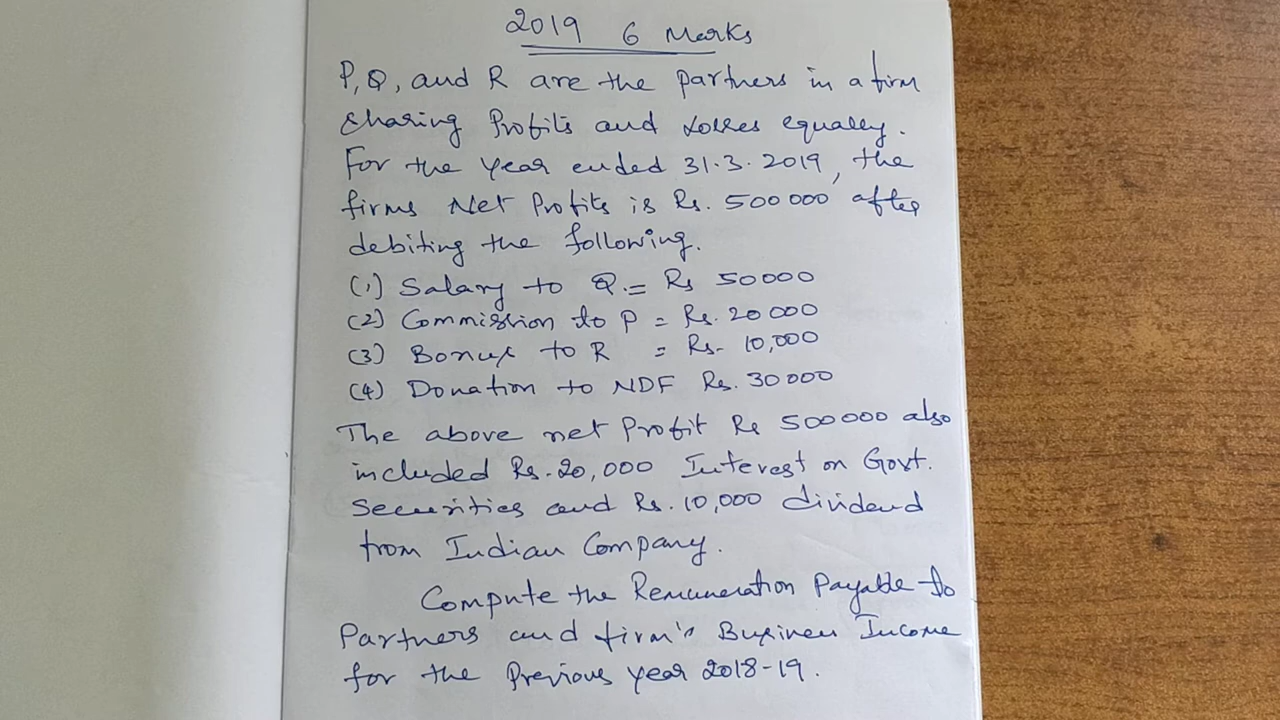 2019 6 Marks
P, Q, and R are the partners in a firm
sharing Profits and Losses equally.
For the year ended 31.3.2019, the
firms Net Profits is Rs. 500000 after
debiting the following.
(1) Salary to Q = Rs 50000
(2) Commission to P = Rs. 20000
(3) Bonus to R = Rs. 10,000
(4) Donation to NDF Rs. 30000
The above net Profit Rs 500000 also
included Rs. 20,000 Interest on Govt.
Securities and Rs. 10,000 dividend
from Indian Company.
Compute the Remuneration Payable to
Partners and firm's Business Income
for the Previous year 2018-19.